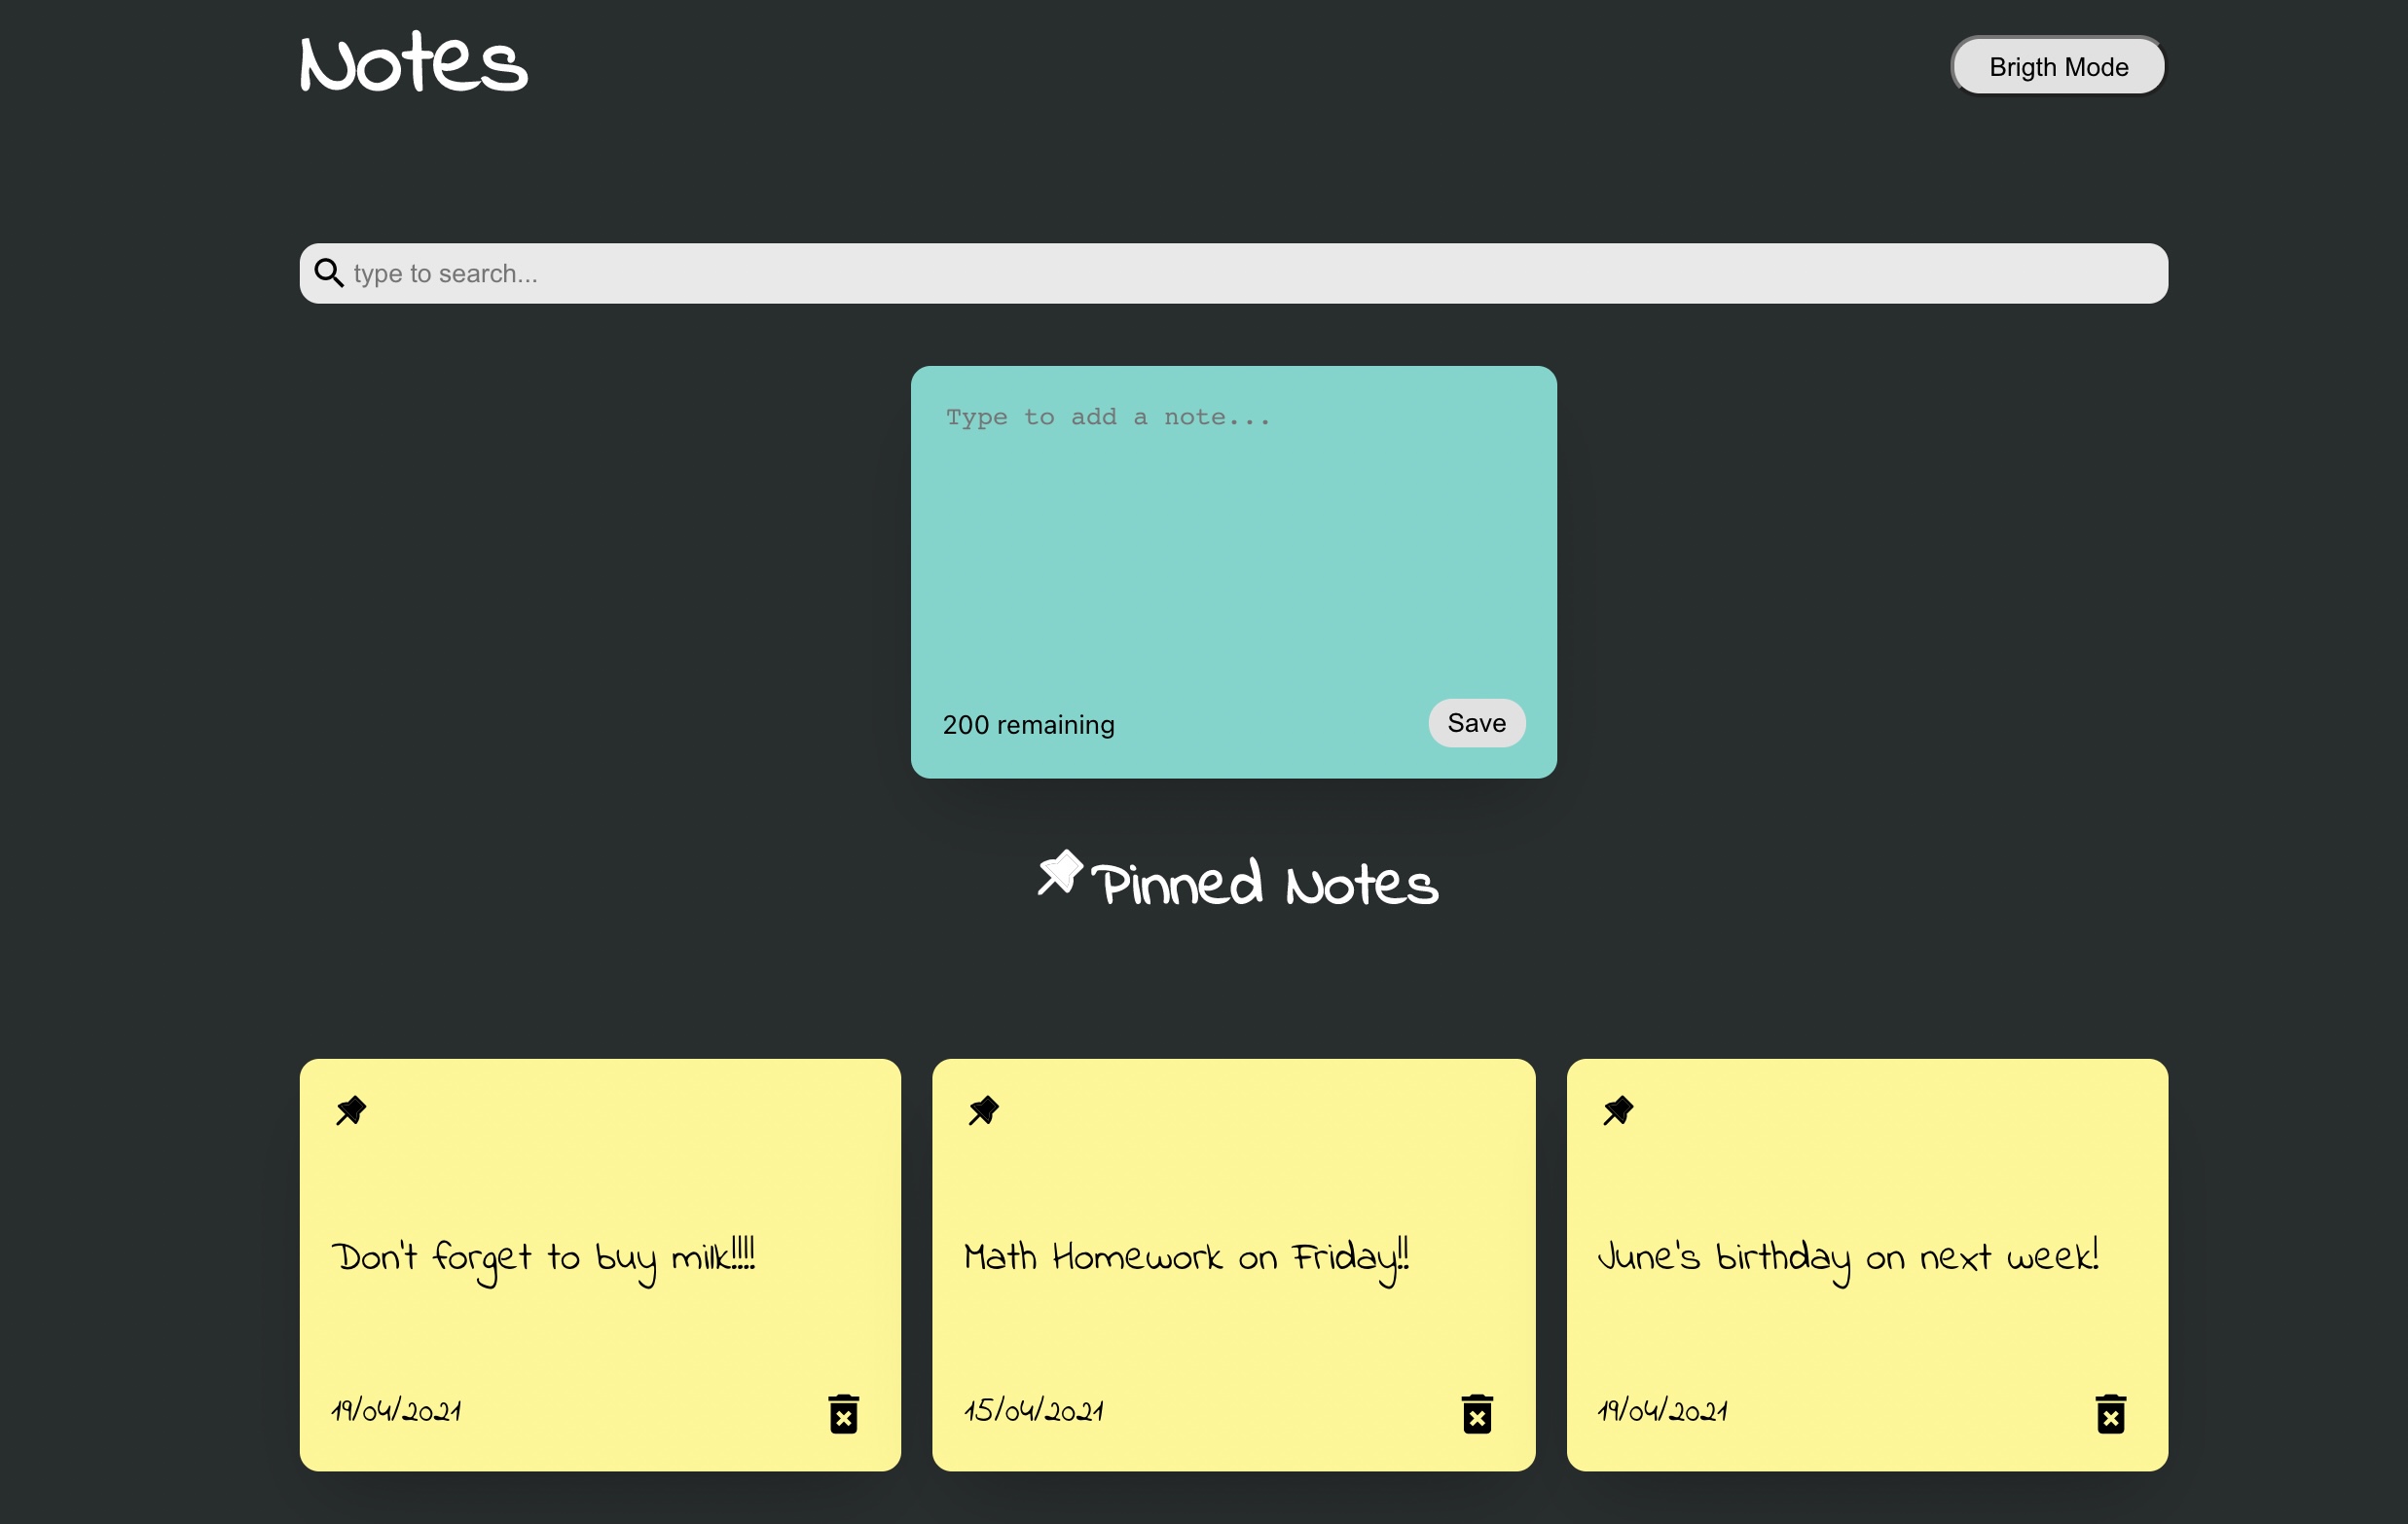 Notes
Brigth Mode
type to search...
Type to add a note...
200 remaining
Save
Pinned Notes
Don't forget to buy milk!!!!
19/04/2021
Math Homework on Friday!!
15/04/2021
June's birthday on next week!
19/04/2021